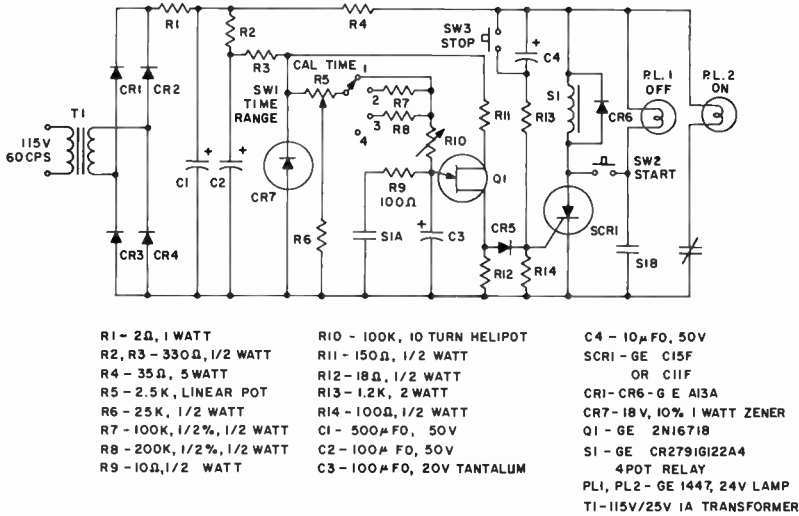 R1
R2
R4
SW3
STOP
+
C4
R3
CAL TIME
R5
1
SW1
TIME
RANGE
2
R7
3
R8
4
R10
R11
R13
S1
CR6
P.L. 1
OFF
P.L. 2
ON
CR1
CR2
T1
115V
60CPS
+
C1
+
C2
CR7
R9
100Ω
Q1
SW2
START
SCR1
CR3
CR4
R6
S1A
+
C3
CR5
R12
R14
S1B
R1-2Ω, 1 WATT
R2, R3-330Ω, 1/2 WATT
R4-35Ω, 5 WATT
R5-2.5K, LINEAR POT
R6-25K, 1/2 WATT
R7-100K, 1/2%, 1/2 WATT
R8-200K, 1/2%, 1/2 WATT
R9-10Ω, 1/2 WATT
R10-100K, 10 TURN HELIPOT
R11-150Ω, 1/2 WATT
R12-18Ω, 1/2 WATT
R13-1.2K, 2 WATT
R14-100Ω, 1/2 WATT
C1-500µFD, 50V
C2-100µFD, 50V
C3-100µFD, 20V TANTALUM
C4-10µFD, 50V
SCR1-GE C15F
OR C11F
CR1-CR6-GE A13A
CR7-18V, 10% 1 WATT ZENER
Q1-GE 2N1671B
S1-GE CR2791G122A4
4POT RELAY
PL1, PL2-GE 1447, 24V LAMP
T1-115V/25V 1A TRANSFORMER